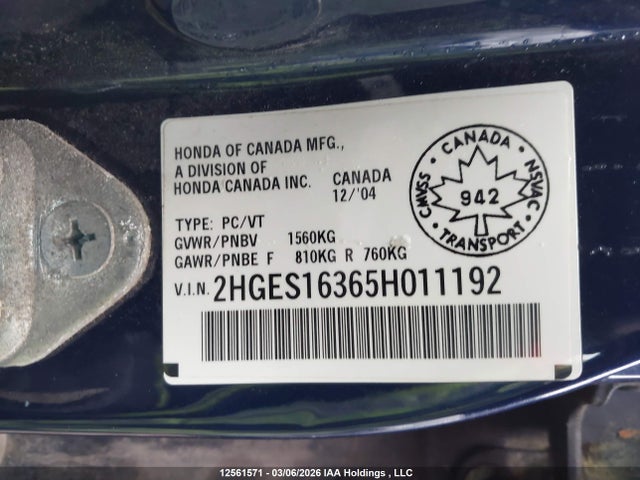 HONDA OF CANADA MFG.,
A DIVISION OF
HONDA CANADA INC. CANADA
12/'04
TYPE: PC/VT
GVWR/PNBV 1560KG
GAWR/PNBE F 810KG R 760KG
V.I.N. 2HGES16365H011192
CANADA
CMVSS 942 NSVAC
TRANSPORT
12561571 - 03/06/2026 IAA Holdings , LLC